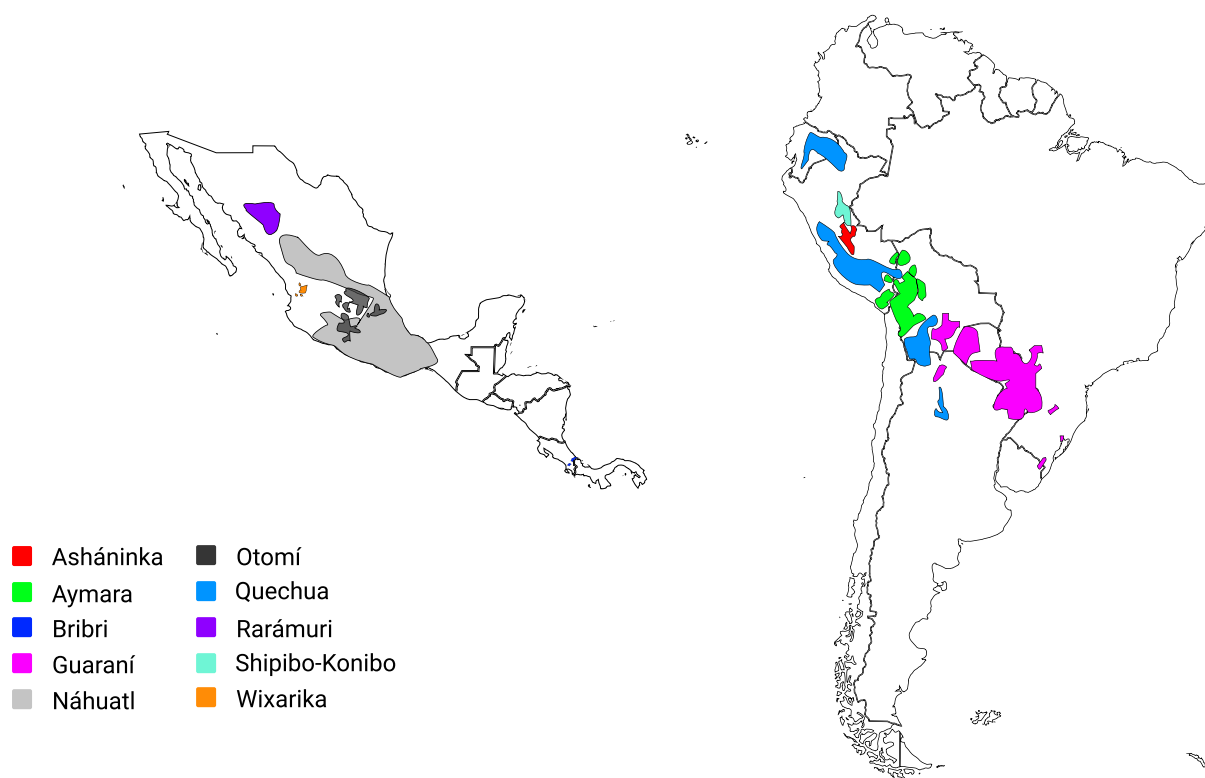 Asháninka
Aymara
Bribri
Guaraní
Náhuatl
Otomí
Quechua
Rarámuri
Shipibo-Konibo
Wixarika